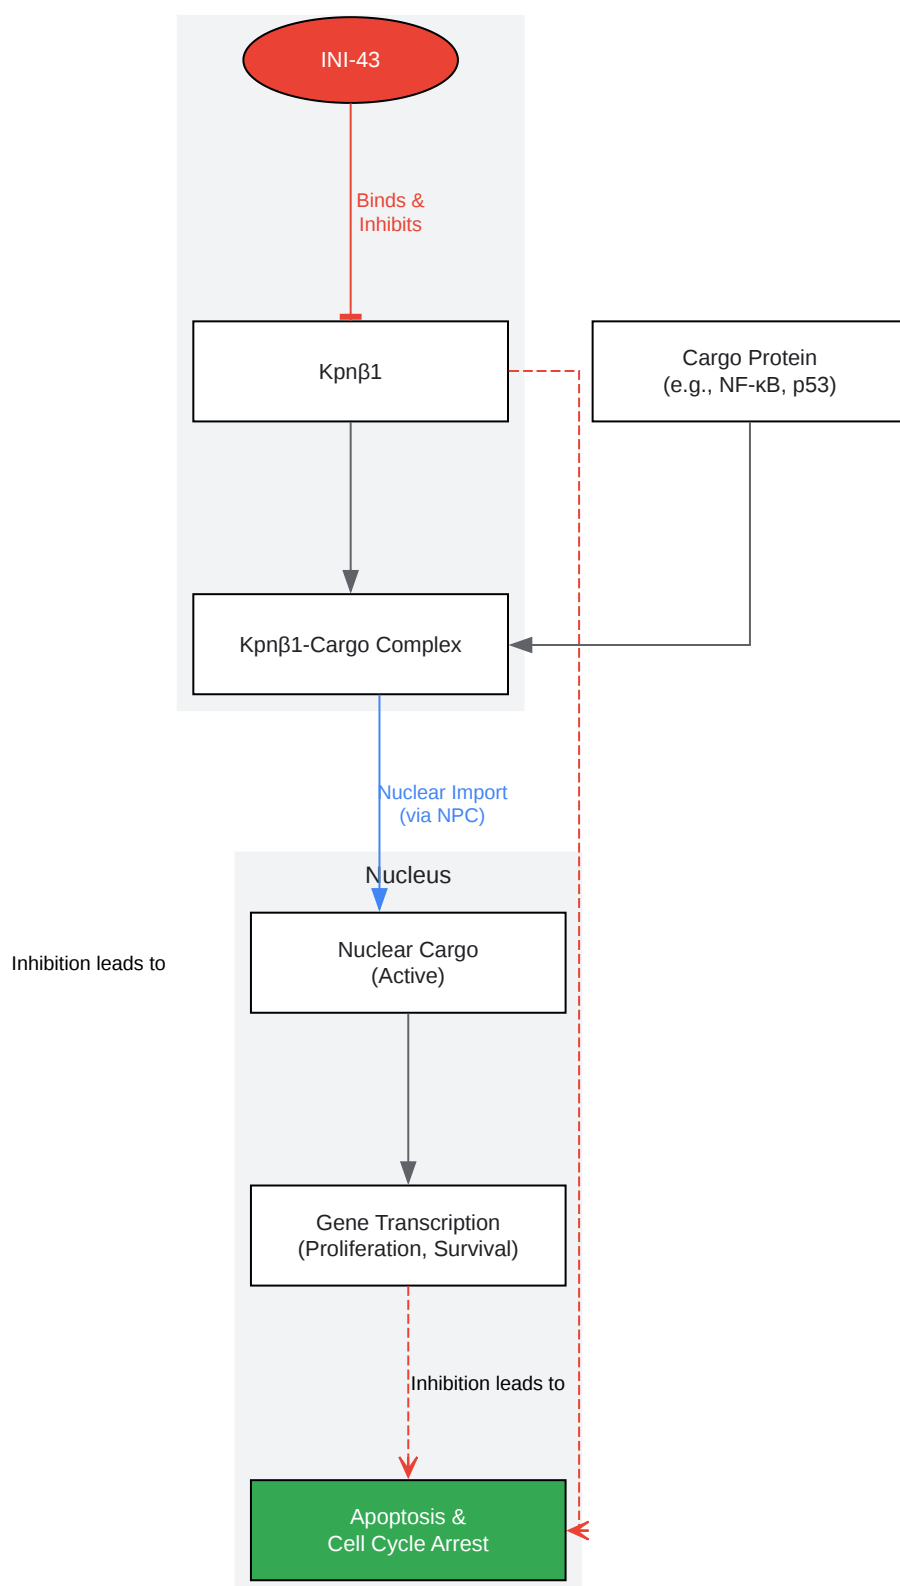 INI-43
Binds &
Inhibits
Kpnβ1
Cargo Protein
(e.g., NF-κB, p53)
Kpnβ1-Cargo Complex
Nuclear Import
(via NPC)
Nucleus
Nuclear Cargo
(Active)
Inhibition leads to
Gene Transcription
(Proliferation, Survival)
Inhibition leads to
Apoptosis &
Cell Cycle Arrest